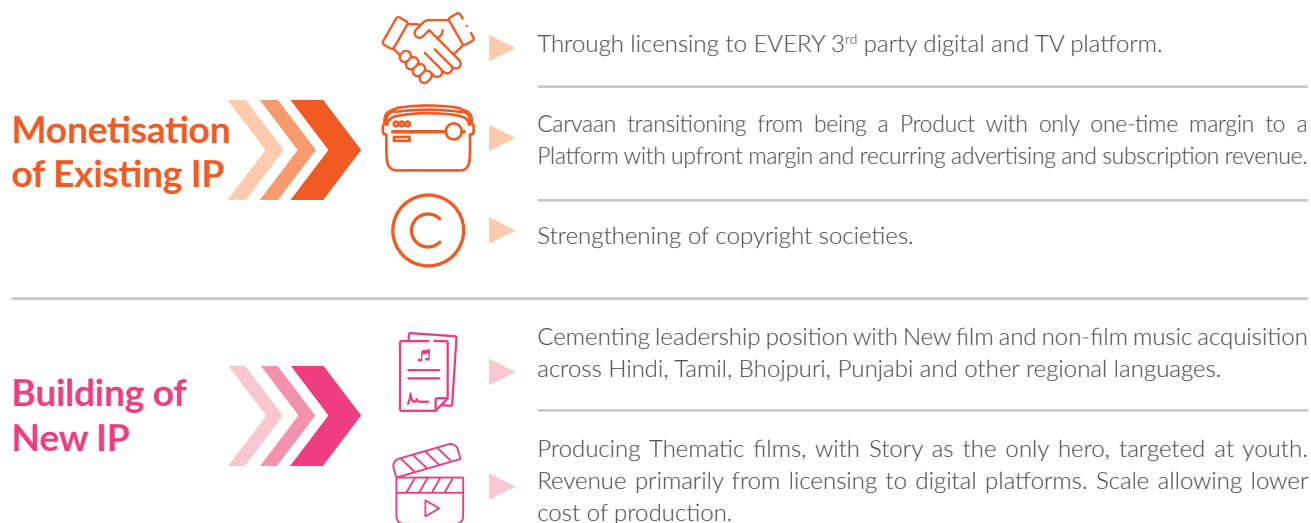 Through licensing to EVERY 3rd party digital and TV platform.
Monetisation
of Existing IP
Carvaan transitioning from being a Product with only one-time margin to a
Platform with upfront margin and recurring advertising and subscription revenue.
C
Strengthening of copyright societies.
Building of
New IP
Cementing leadership position with New film and non-film music acquisition
across Hindi, Tamil, Bhojpuri, Punjabi and other regional languages.
Producing Thematic films, with Story as the only hero, targeted at youth.
Revenue primarily from licensing to digital platforms. Scale allowing lower
cost of production.